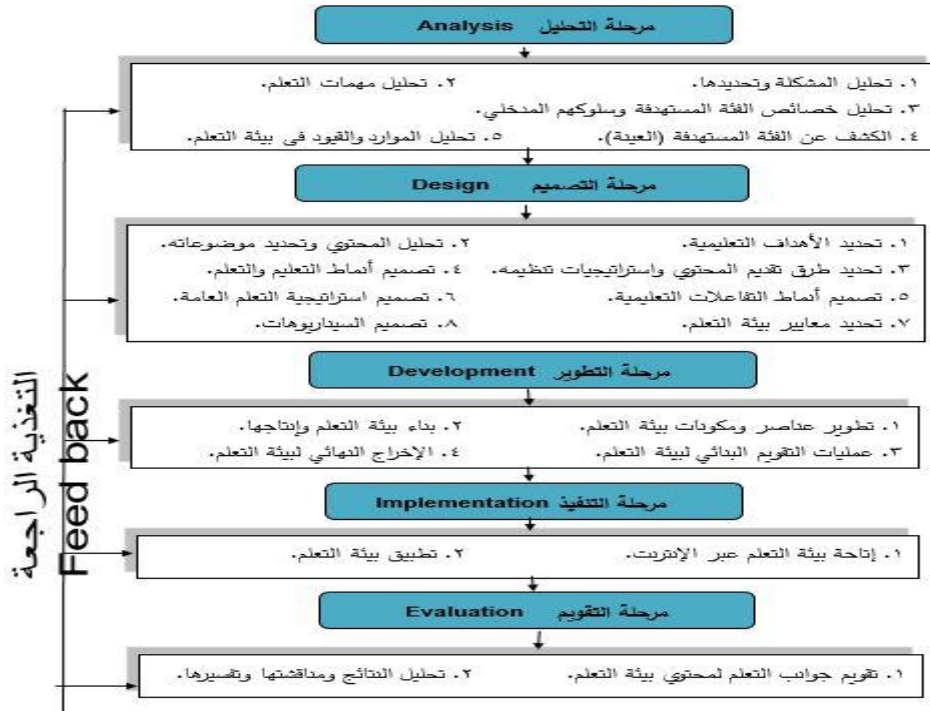 مرحلة التحليل Analysis
١. تحليل المشكلة وتحديدها. ٢. تحليل مهمات التعلم.
٣. تحليل خصائص الفئة المستهدفة وسلوكهم المدخلي.
٤. الكشف عن الفئة المستهدفة (العينة). ٥. تحليل الموارد والقيود فى بيئة التعلم.
مرحلة التصميم Design
١. تحديد الأهداف التعليمية. ٢. تحليل المحتوي وتحديد موضوعاته.
٣. تحديد طرق تقديم المحتوي واستراتيجيات تنظيمه. ٤. تصميم أنماط التعليم والتعلم.
٥. تصميم أنماط التفاعلات التعليمية. ٦. تصميم استراتيجية التعلم العامة.
٧. تحديد معايير بيئة التعلم. ٨. تصميم السيناريوهات.
مرحلة التطوير Development
١. تطوير عناصر ومكونات بيئة التعلم. ٢. بناء بيئة التعلم وإنتاجها.
٣. عمليات التقويم البنائي لبيئة التعلم. ٤. الإخراج النهائي لبيئة التعلم.
مرحلة التنفيذ Implementation
١. إتاحة بيئة التعلم عبر الإنترنت. ٢. تطبيق بيئة التعلم.
مرحلة التقويم Evaluation
١. تقويم جوانب التعلم لمحتوي بيئة التعلم. ٢. تحليل النتائج ومناقشتها وتفسيرها.
التغذية الراجعة
Feed back